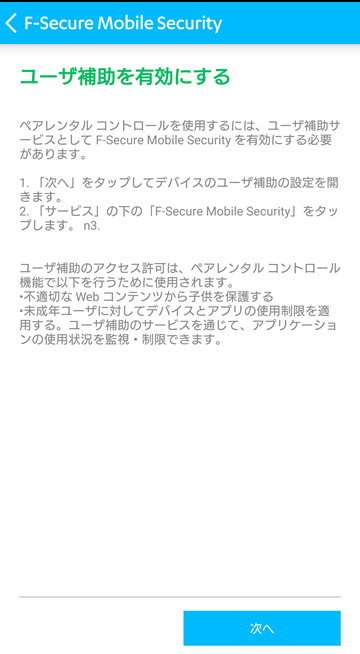 F-Secure Mobile Security
ユーザ補助を有効にする
ペアレンタル コントロールを使用するには、ユーザ補助サ
ービスとして F-Secure Mobile Security を有効にする必要
があります。
1. 「次へ」をタップしてデバイスのユーザ補助の設定を開
きます。
2. 「サービス」の下の「F-Secure Mobile Security」をタッ
プします。 n3.
ユーザ補助のアクセス許可は、ペアレンタル コントロール
機能で以下を行うために使用されます。
•不適切な Web コンテンツから子供を保護する
•未成年ユーザに対してデバイスとアプリの使用制限を適
用する。ユーザ補助のサービスを通じて、アプリケーショ
ンの使用状況を監視・制限できます。
次へ